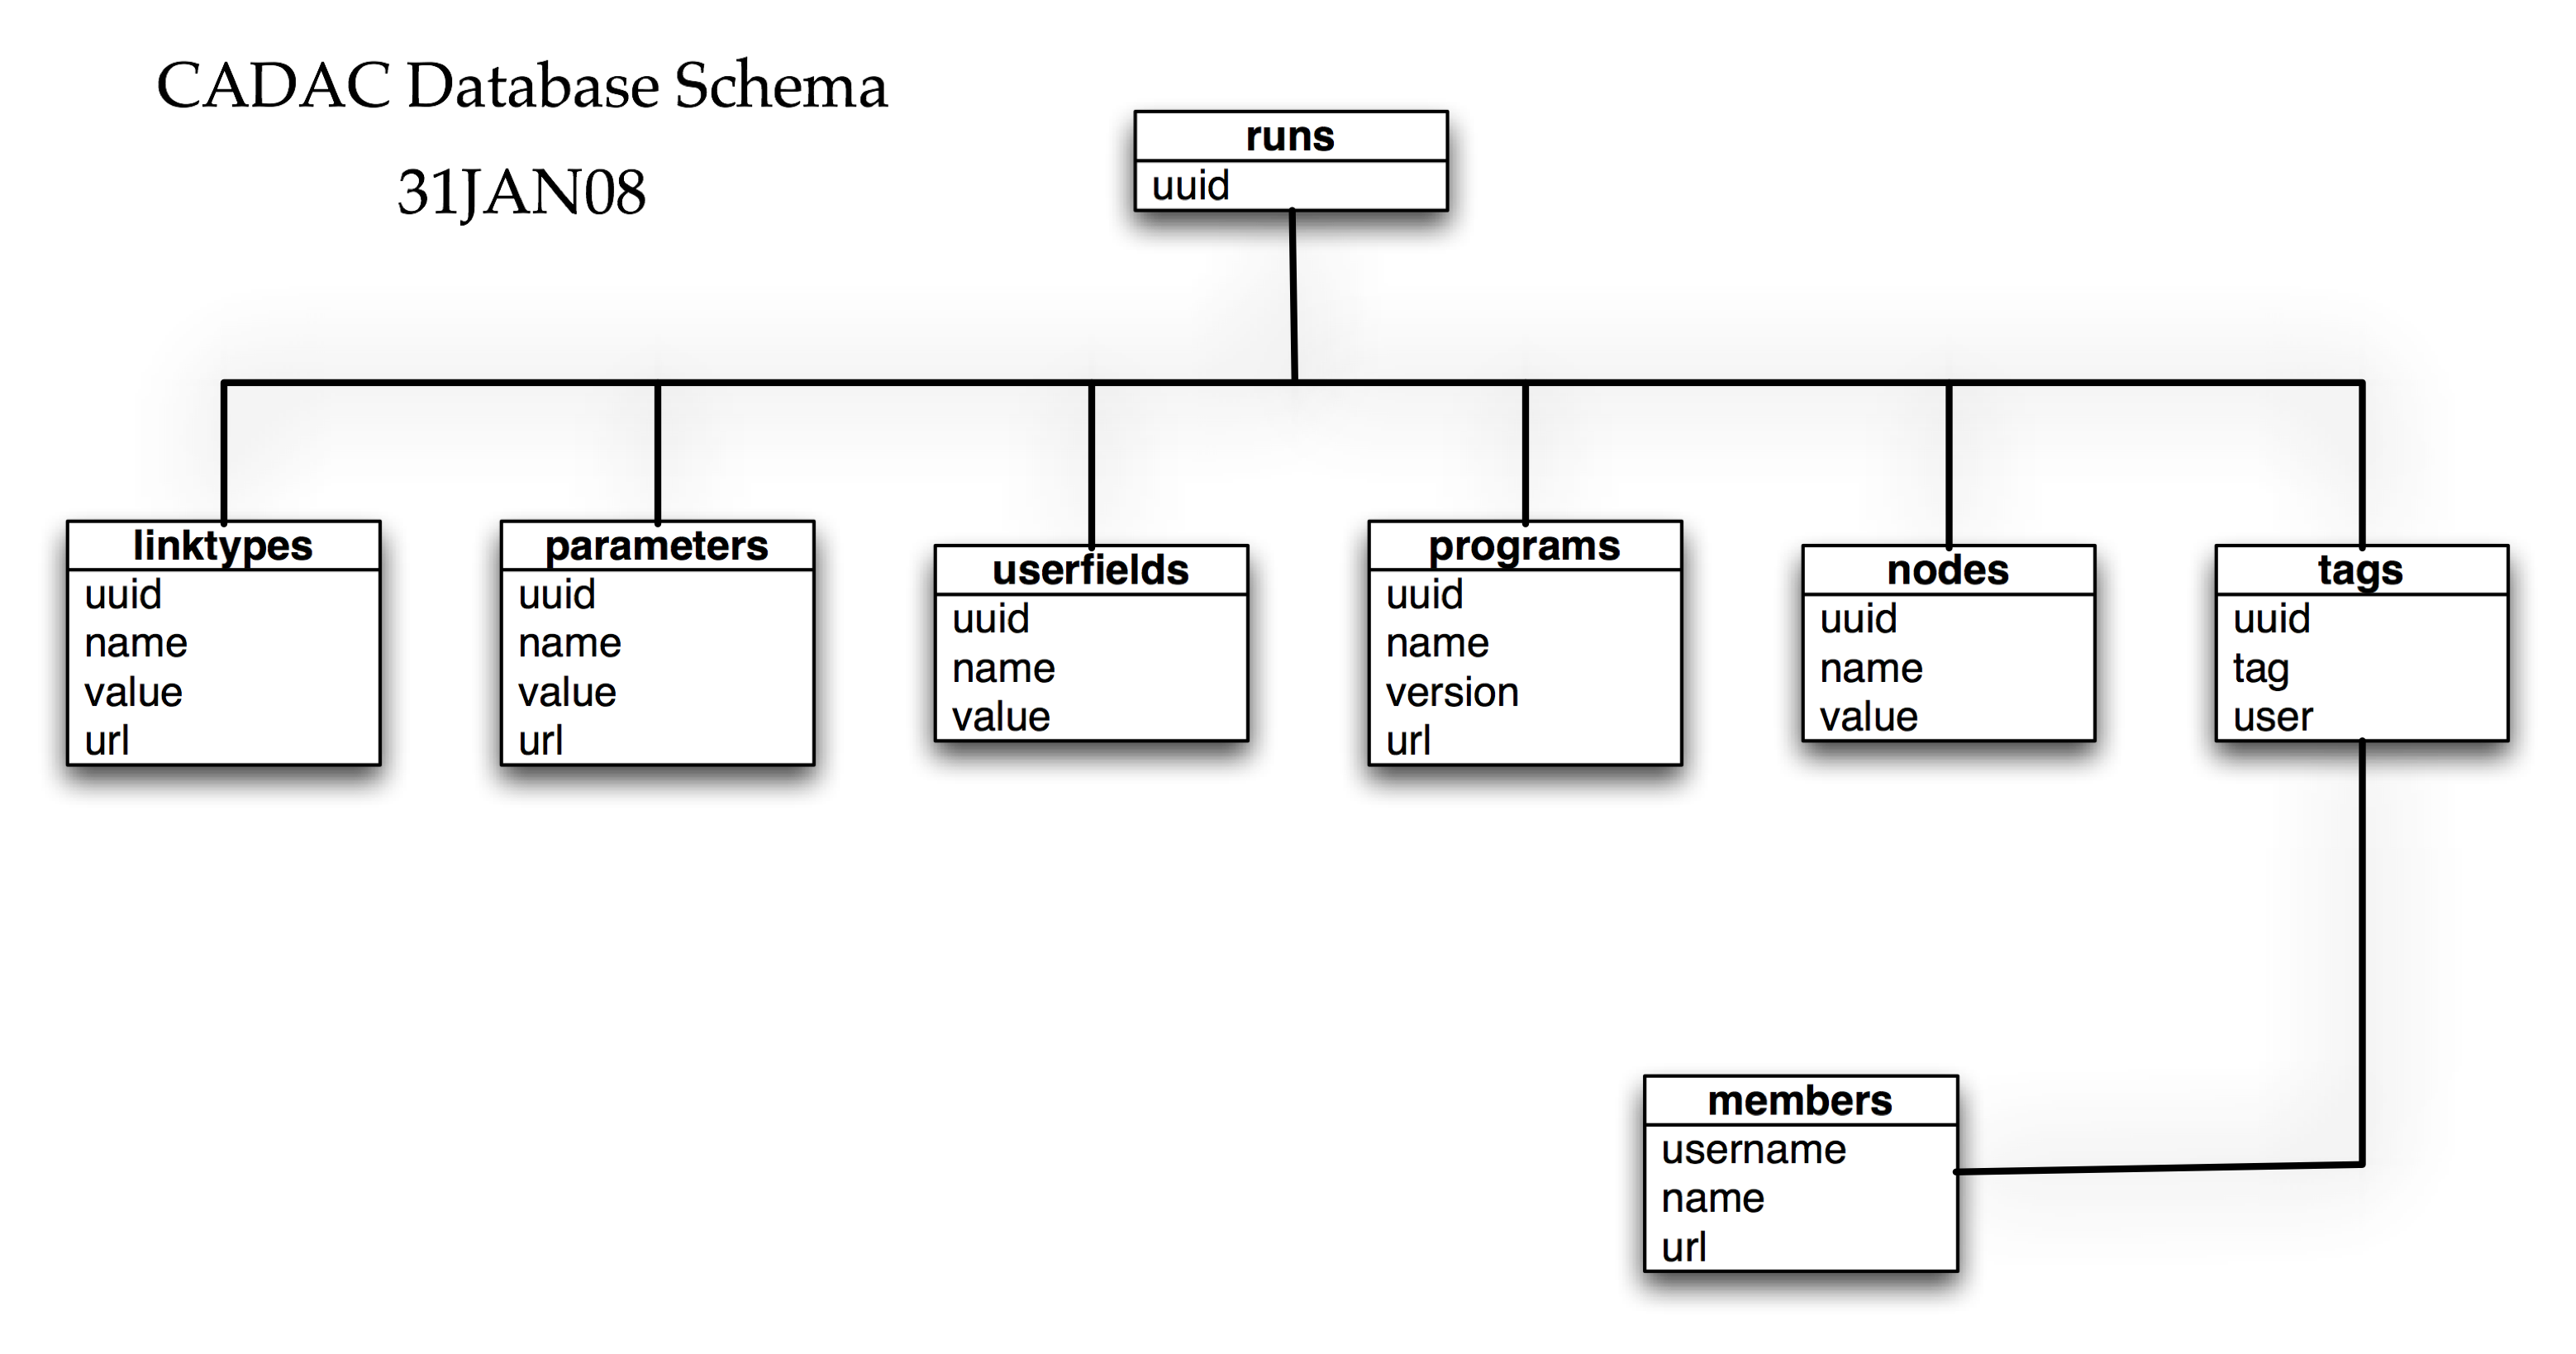 CADAC Database Schema
31JAN08
runs
uuid
linktypes
uuid
name
value
url
parameters
uuid
name
value
url
userfields
uuid
name
value
programs
uuid
name
version
url
nodes
uuid
name
value
tags
uuid
tag
user
members
username
name
url